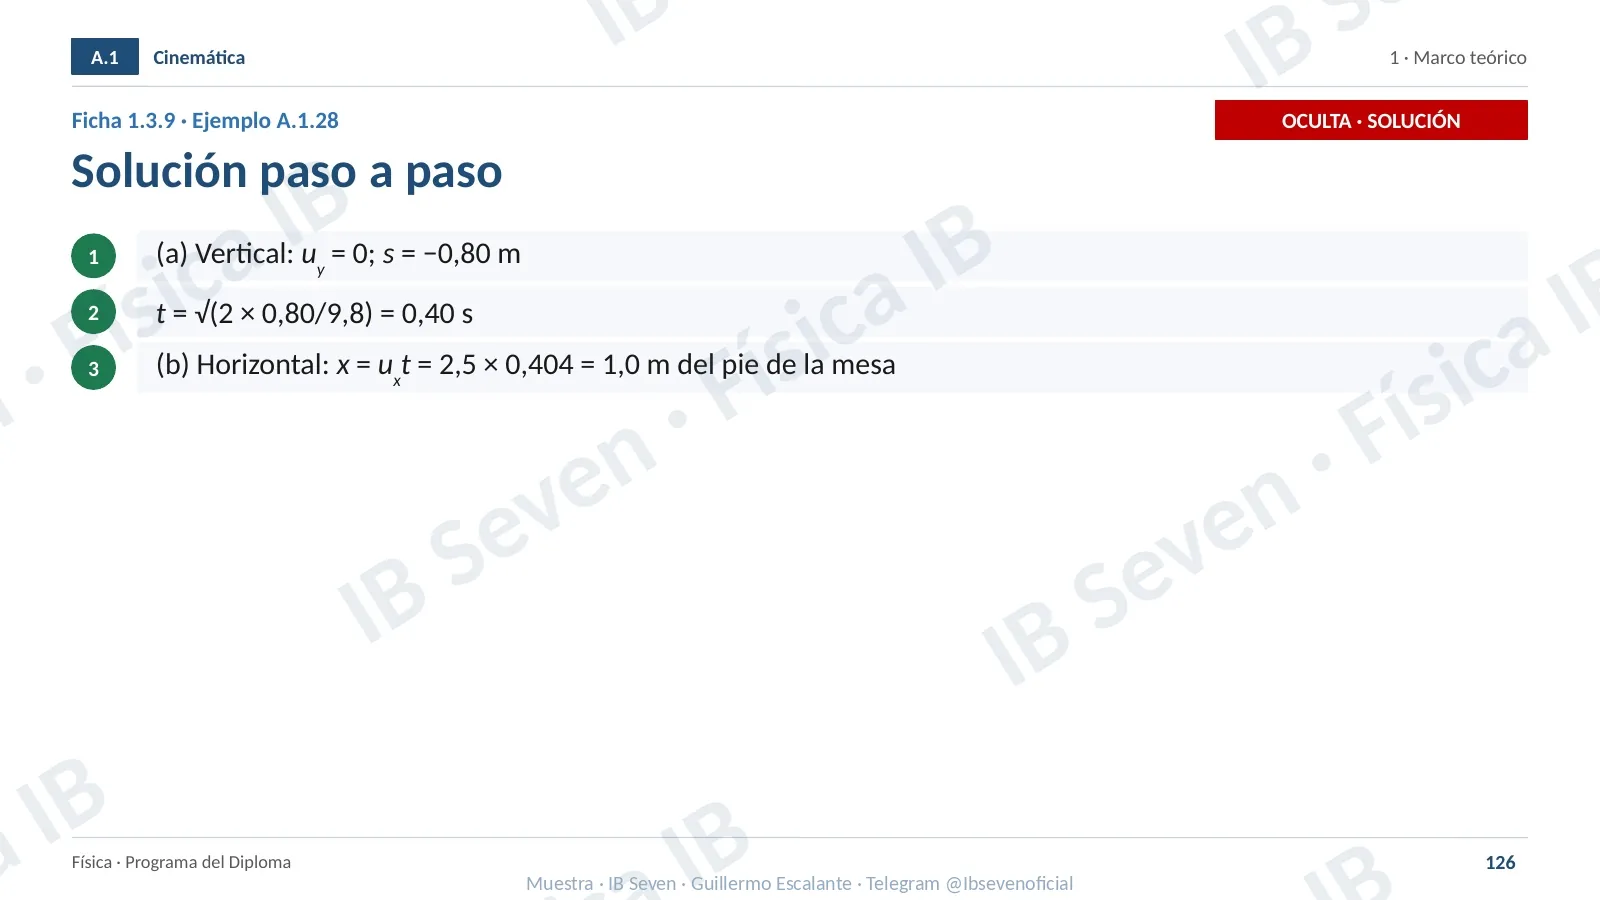 A.1 Cinemática
1 · Marco teórico
Ficha 1.3.9 · Ejemplo A.1.28
OCULTA · SOLUCIÓN
Solución paso a paso
1 (a) Vertical: u_y = 0; s = −0,80 m
2 t = √(2 × 0,80/9,8) = 0,40 s
3 (b) Horizontal: x = u_x t = 2,5 × 0,404 = 1,0 m del pie de la mesa
IB Seven · Física IB
IB Seven · Física IB
Física · Programa del Diploma
126
Muestra · IB Seven · Guillermo Escalante · Telegram @Ibsevenoficial